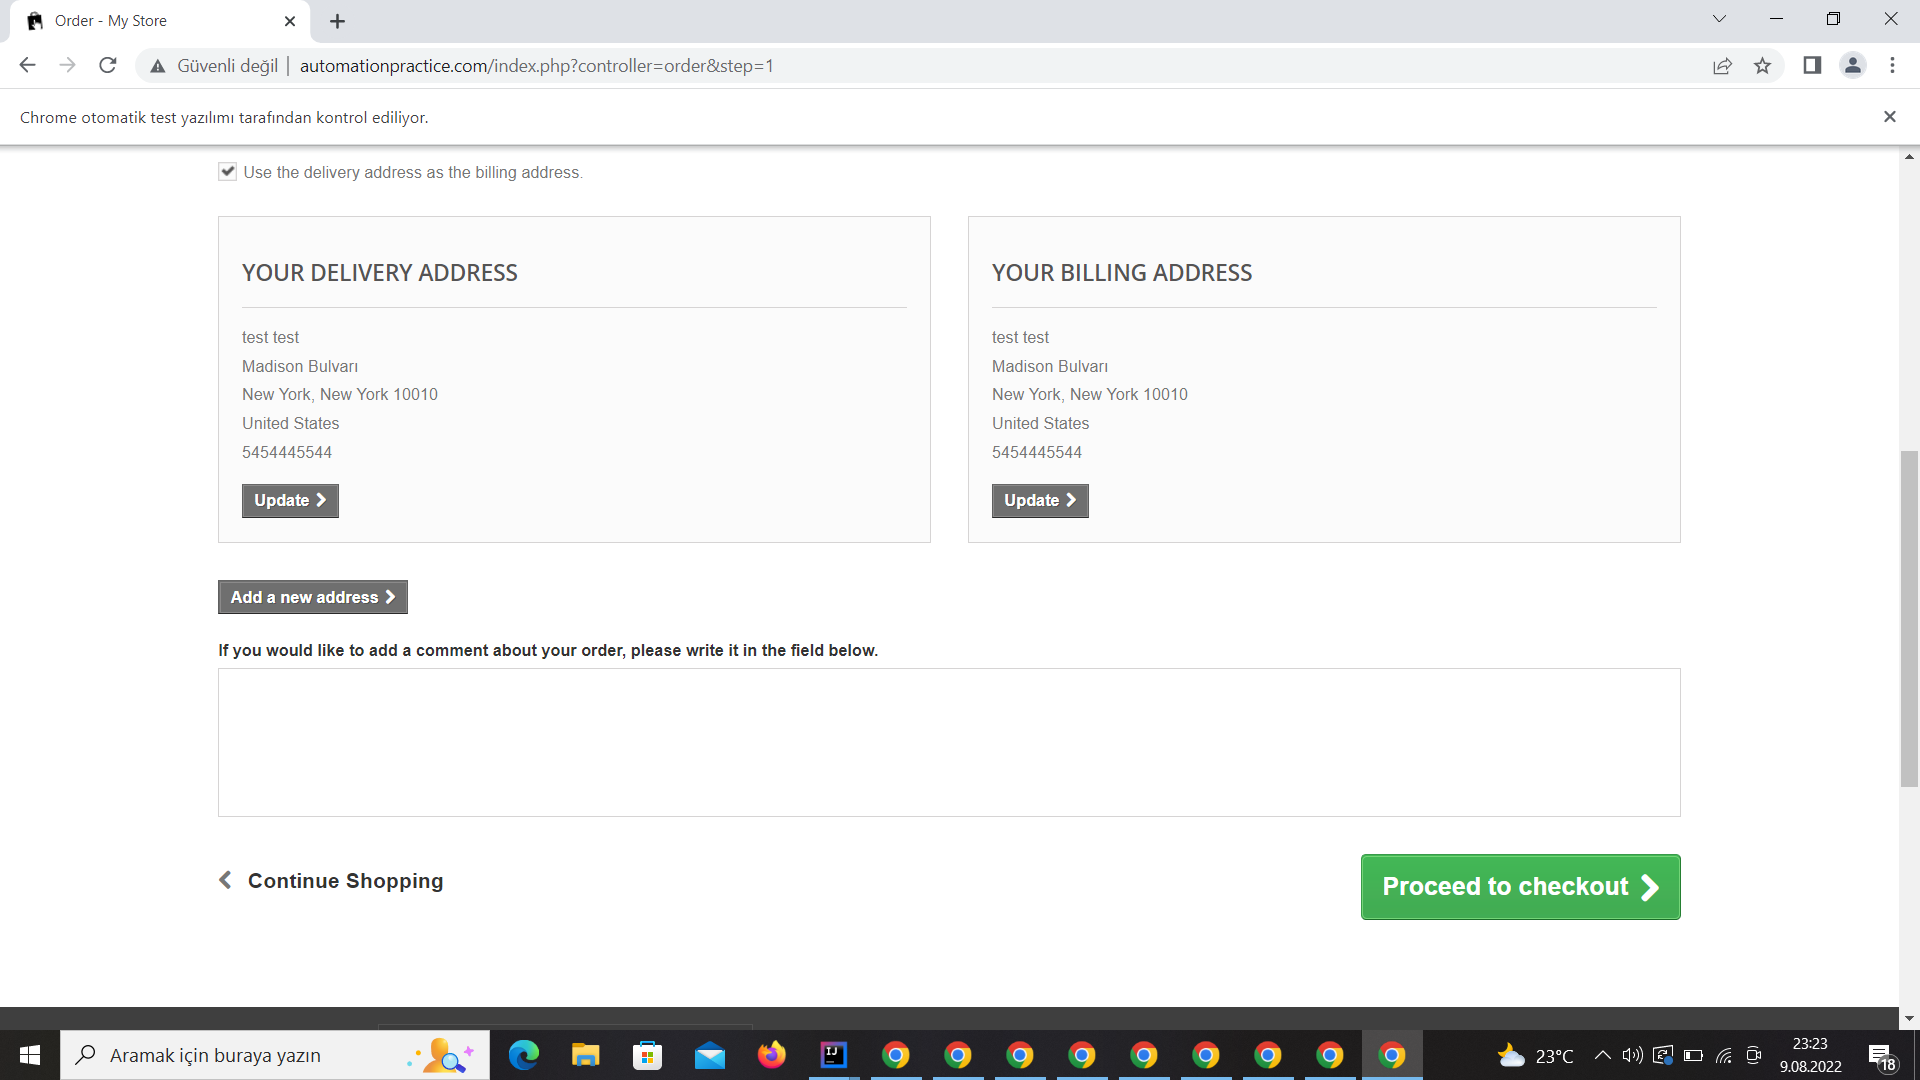 Order - My Store
Güvenli değil
automationpractice.com/index.php?controller=order&step=1
Chrome otomatik test yazılımı tarafından kontrol ediliyor.
Use the delivery address as the billing address.
YOUR DELIVERY ADDRESS
test test
Madison Bulvarı
New York, New York 10010
United States
5454445544
Update
YOUR BILLING ADDRESS
test test
Madison Bulvarı
New York, New York 10010
United States
5454445544
Update
Add a new address
If you would like to add a comment about your order, please write it in the field below.
Continue Shopping
Proceed to checkout
Aramak için buraya yazın
IJ
23°C
23:23
9.08.2022
18